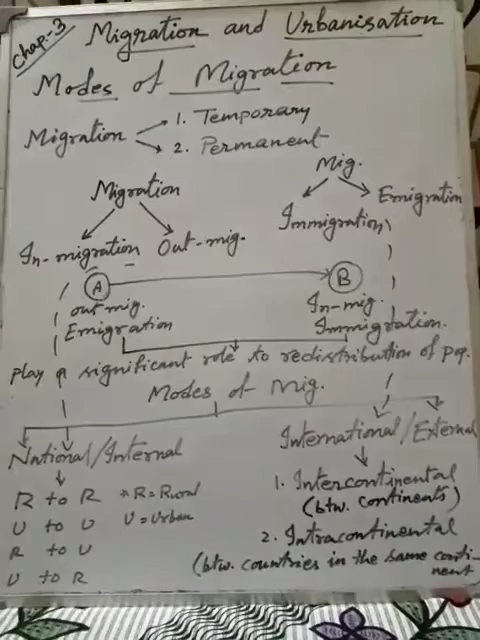 Chap.-3
Migration and Urbanisation
Modes of Migration
Migration
1. Temporary
2. Permanent
Migration
In-migration Out-mig.
Mig.
Immigration
Emigration
A
B
out mig.
Emigration
In-mig.
Immigration.
Play a significant role to redistribution of pop.
Modes of Mig.
National/Internal
R to R * R = Rural
U to U U = Urban
R to U
U to R
International/External
1. Intercontinental
(btw. continents)
2. Intracontinental
(btw. countries in the same conti-
nent